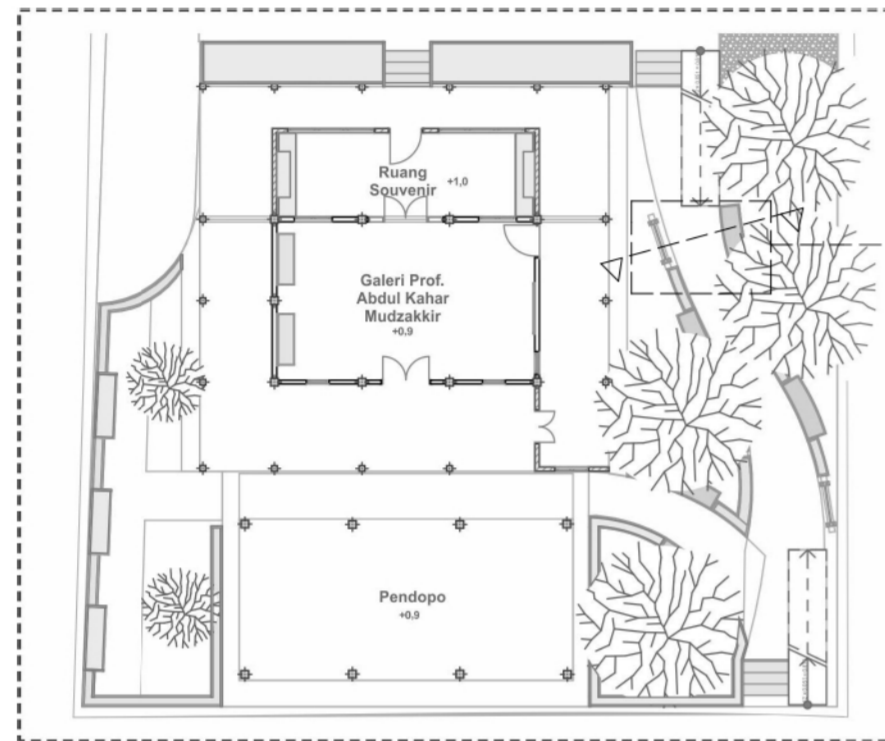 Ruang
Souvenir +1,0
Galeri Prof.
Abdul Kahar
Mudzakkir
+0,9
Pendopo
+0,9